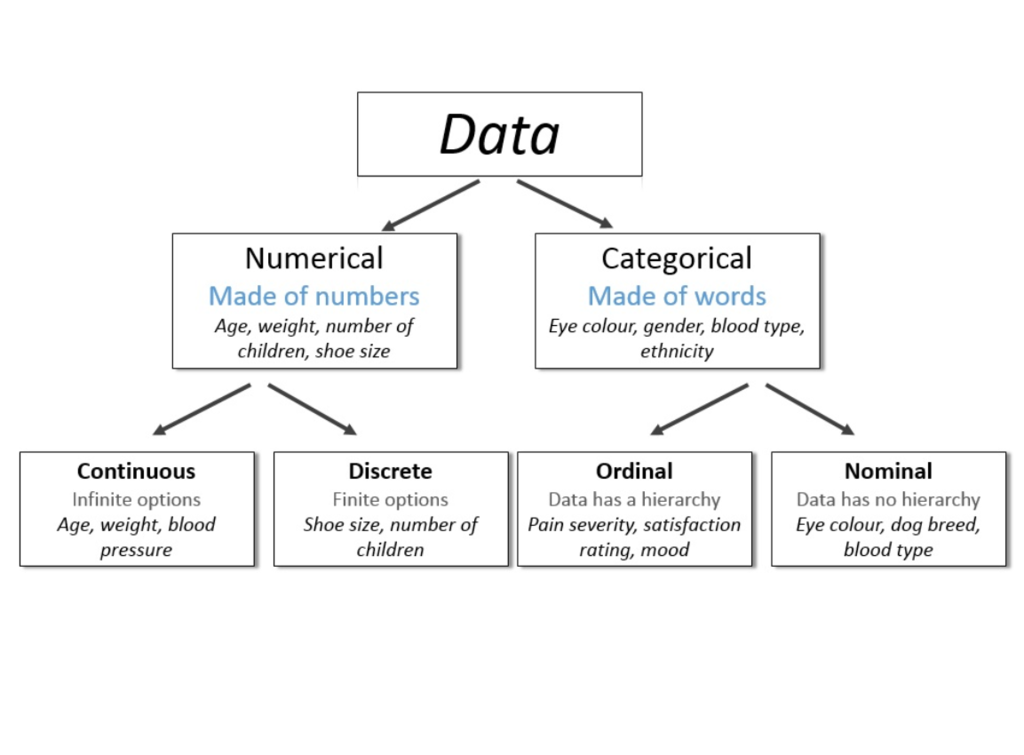 Data
Numerical
Made of numbers
Age, weight, number of
children, shoe size
Categorical
Made of words
Eye colour, gender, blood type,
ethnicity
Continuous
Infinite options
Age, weight, blood
pressure
Discrete
Finite options
Shoe size, number of
children
Ordinal
Data has a hierarchy
Pain severity, satisfaction
rating, mood
Nominal
Data has no hierarchy
Eye colour, dog breed,
blood type